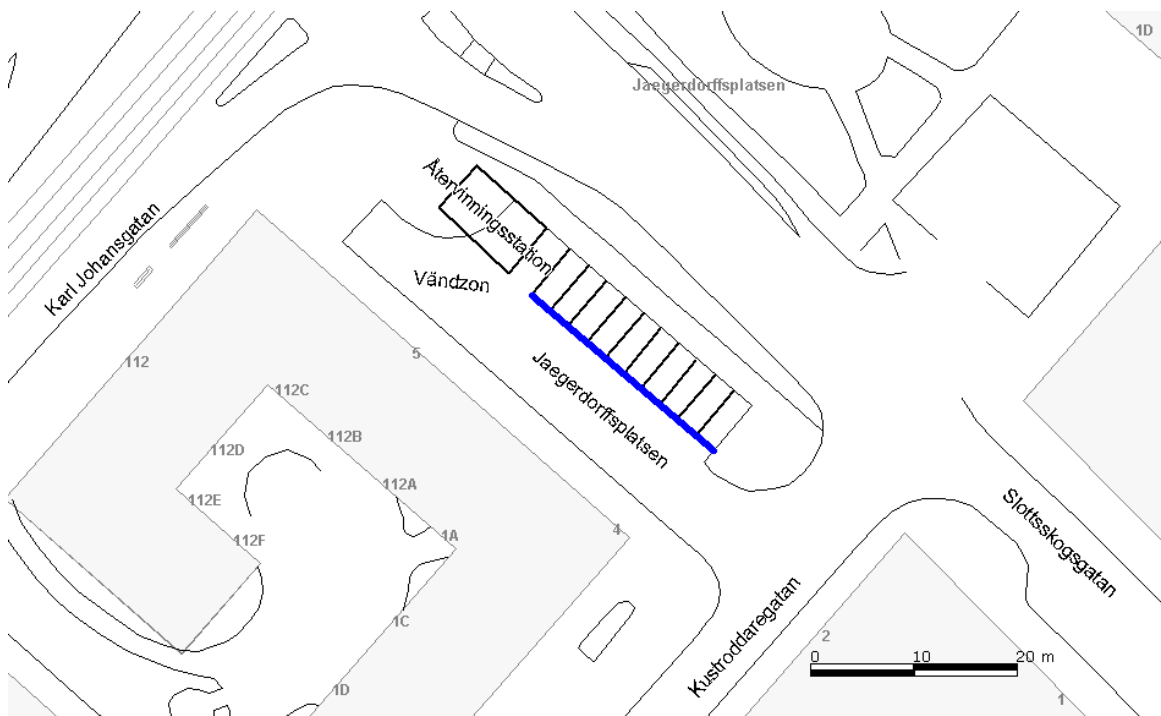 1D
Jaegerdorffsplatsen
Återvinningsstation
Karl Johansgatan
Vändzon
112
5
112C
Jaegerdorffsplatsen
112B
112D
112A
112E
Slottsskogsgatan
4
1A
112F
Kustroddaregatan
1C
2
0 10 20 m
1D
1